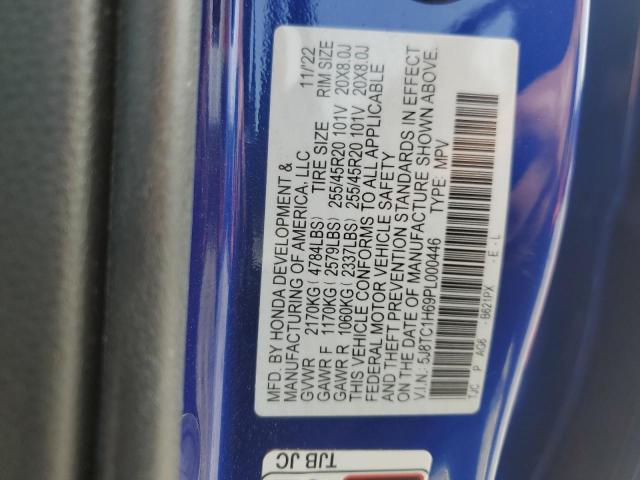 MFD. BY HONDA DEVELOPMENT &
MANUFACTURING OF AMERICA, LLC 11/22
GVWR 2170KG (4784LBS) TIRE SIZE RIM SIZE
GAWR F 1170KG (2579LBS) 255/45R20 101V 20X8.0J
GAWR R 1060KG (2337LBS) 255/45R20 101V 20X8.0J
THIS VEHICLE CONFORMS TO ALL APPLICABLE
FEDERAL MOTOR VEHICLE SAFETY
AND THEFT PREVENTION STANDARDS IN EFFECT
ON THE DATE OF MANUFACTURE SHOWN ABOVE.
V.I.N.: 5J8TC1H69PL000446 TYPE: MPV
TJC P AG6 -B621PX -E-L
TJB JC